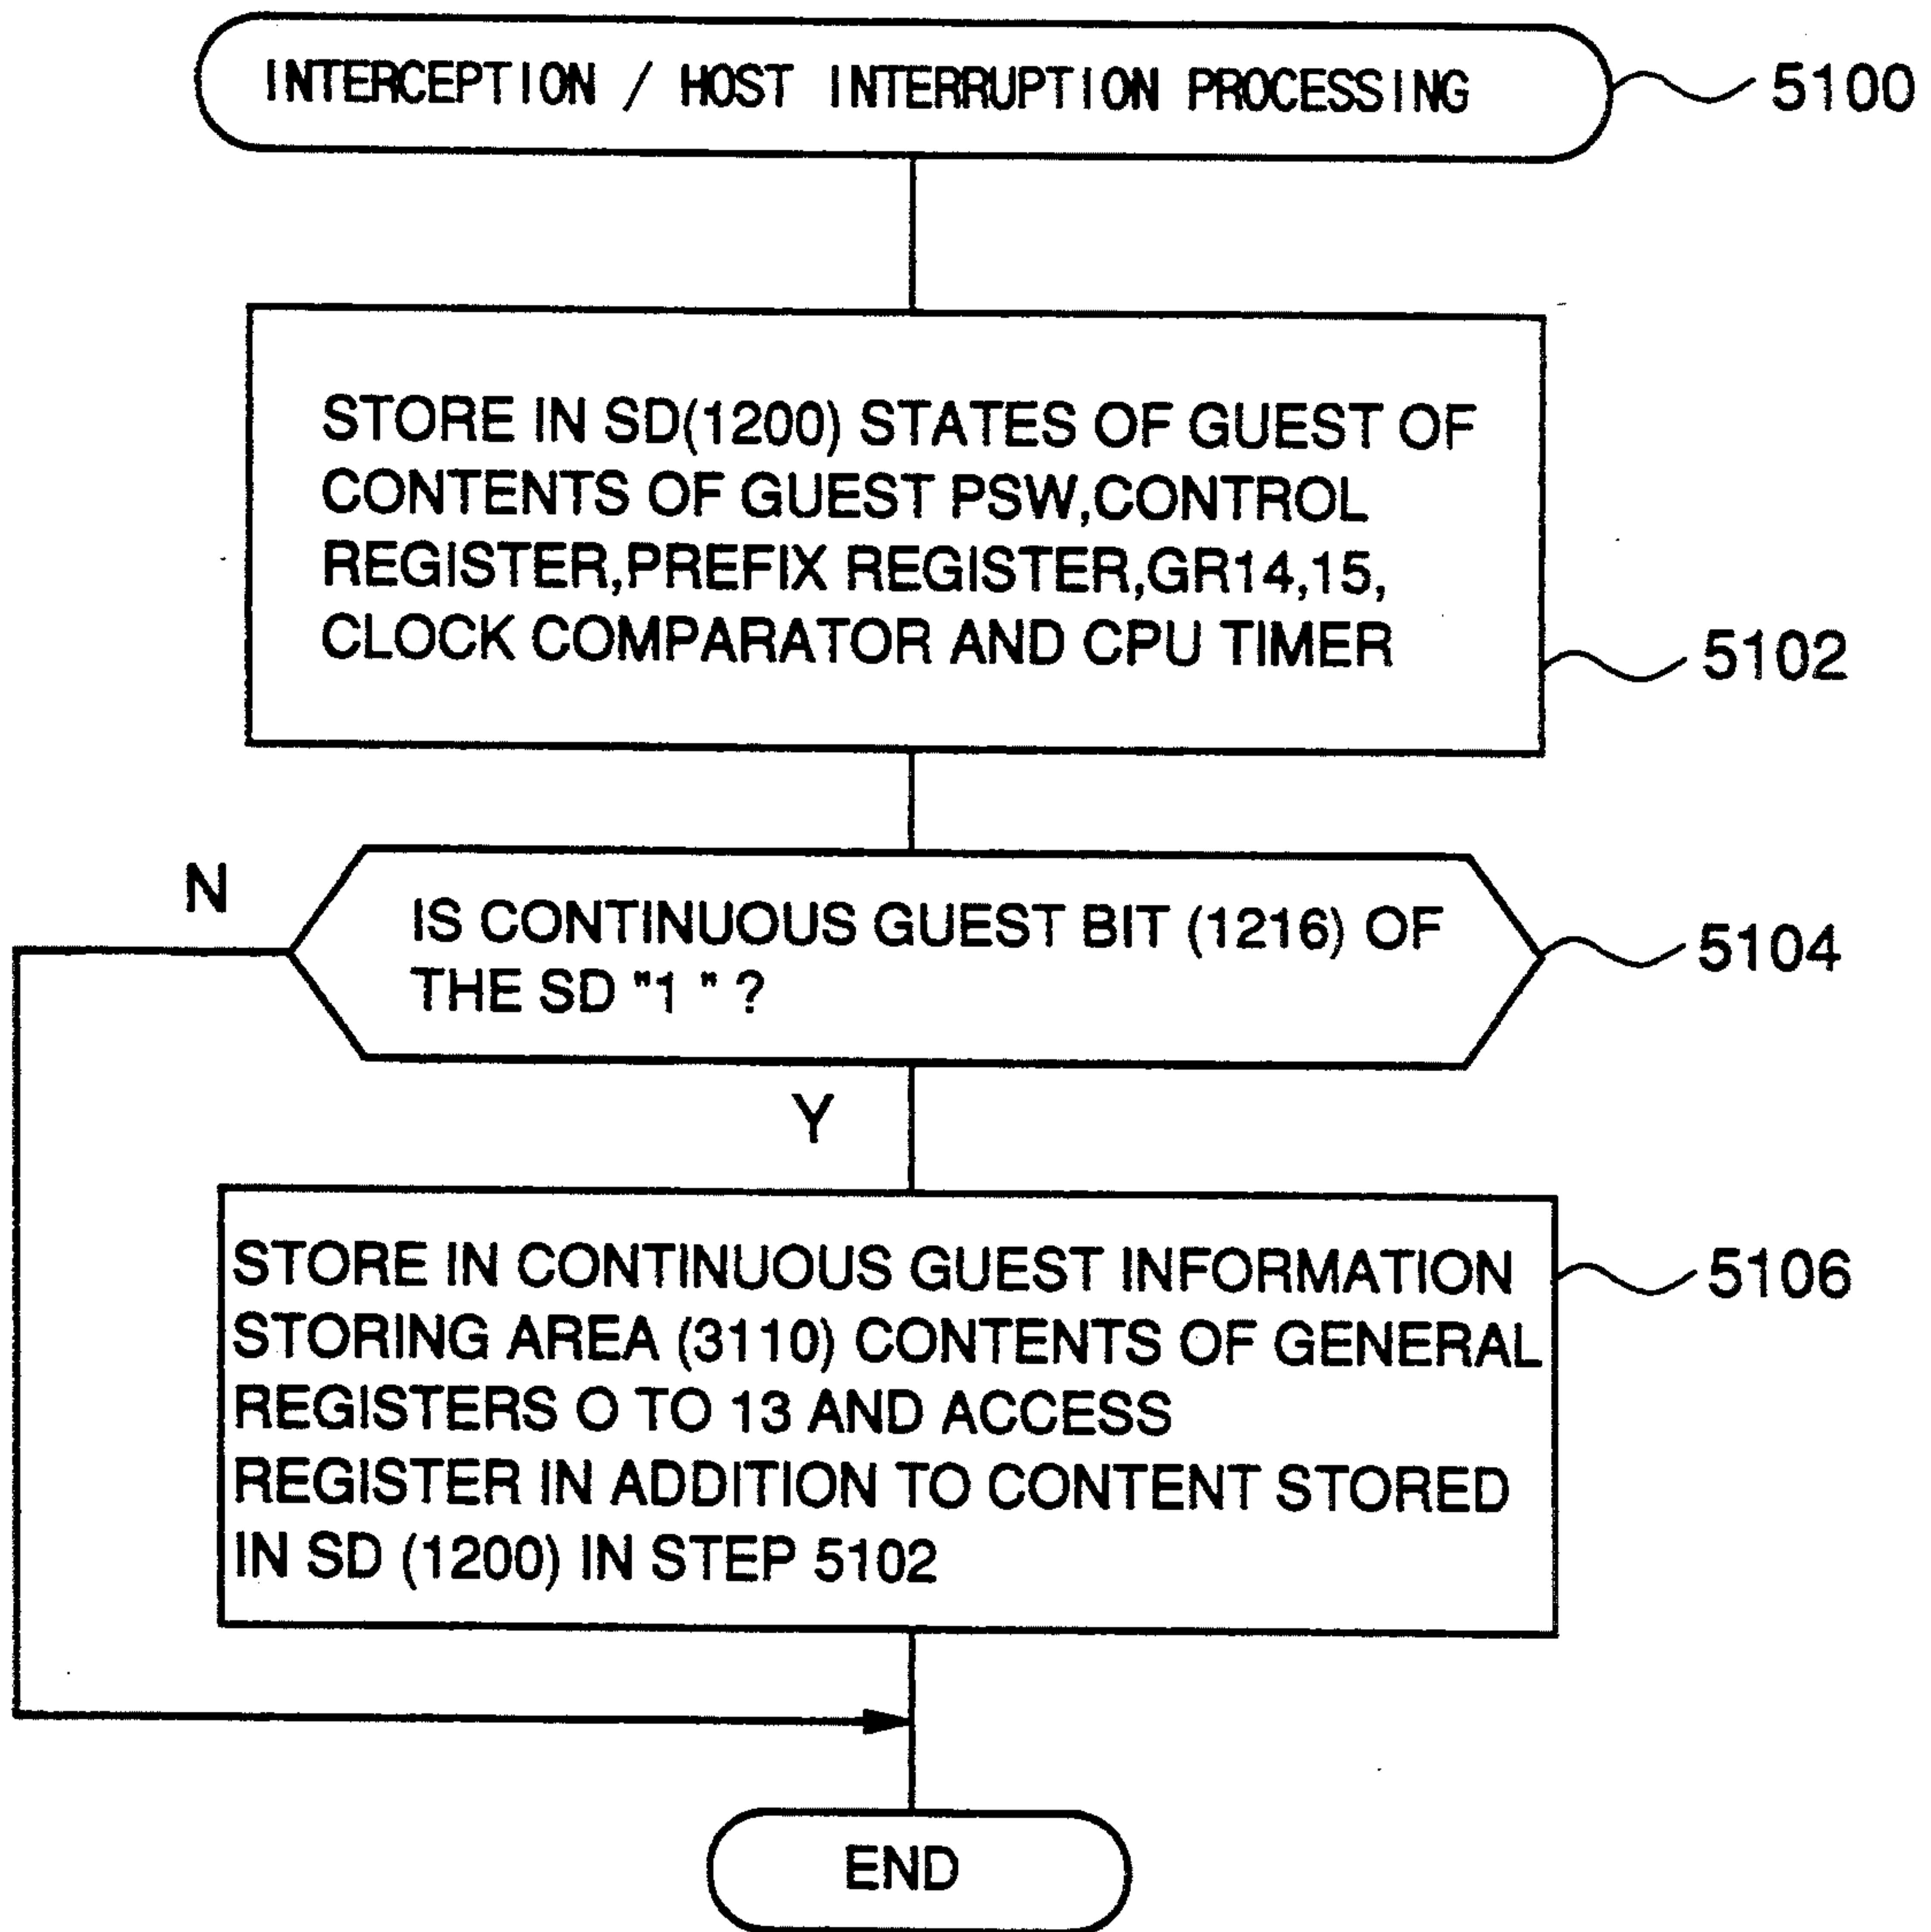 INTERCEPTION / HOST INTERRUPTION PROCESSING
5100
STORE IN SD(1200) STATES OF GUEST OF
CONTENTS OF GUEST PSW,CONTROL
REGISTER,PREFIX REGISTER,GR14,15,
CLOCK COMPARATOR AND CPU TIMER
5102
N
IS CONTINUOUS GUEST BIT (1216) OF
THE SD "1 " ?
5104
Y
STORE IN CONTINUOUS GUEST INFORMATION
STORING AREA (3110) CONTENTS OF GENERAL
REGISTERS O TO 13 AND ACCESS
REGISTER IN ADDITION TO CONTENT STORED
IN SD (1200) IN STEP 5102
5106
END